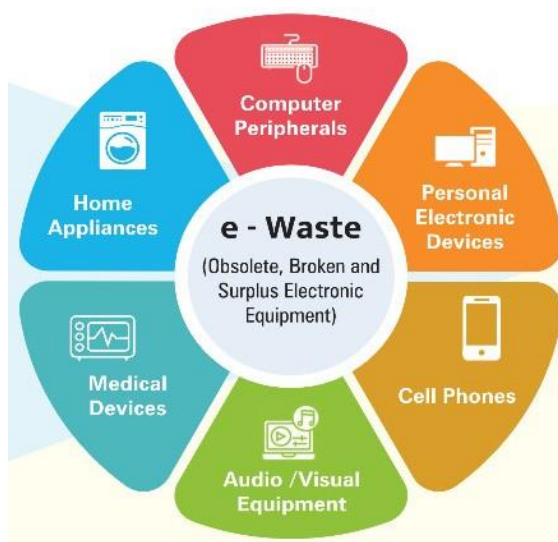 Computer
Peripherals
Personal
Electronic
Devices
Cell Phones
Audio /Visual
Equipment
Medical
Devices
Home
Appliances
e - Waste
(Obsolete, Broken and
Surplus Electronic
Equipment)